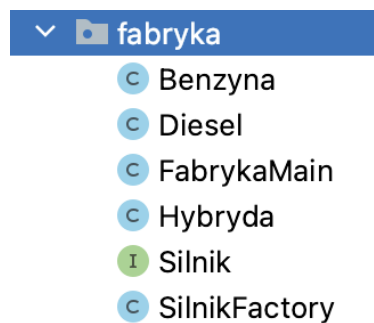 fabryka
C Benzyna
C Diesel
C FabrykaMain
C Hybryda
I Silnik
C SilnikFactory